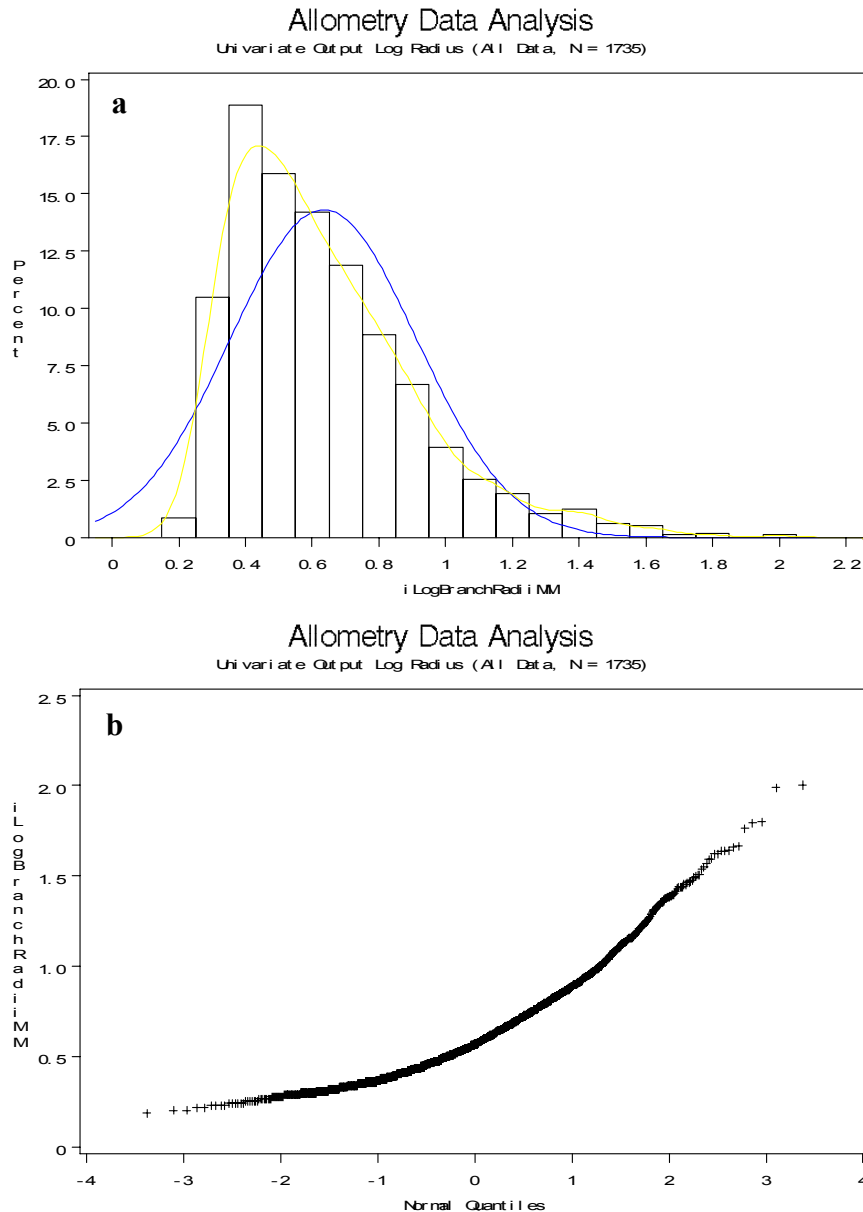 Allometry Data Analysis
Univariate Output Log Radius (All Data, N = 1735)
a
20.0
17.5
15.0
12.5
10.0
7.5
5.0
2.5
0
Percent
0 0.2 0.4 0.6 0.8 1 1.2 1.4 1.6 1.8 2 2.2
iLogBranchRadiiMM
Allometry Data Analysis
Univariate Output Log Radius (All Data, N = 1735)
b
2.5
2.0
1.5
1.0
0.5
0
iLogBranchRadiiMM
-4 -3 -2 -1 0 1 2 3 4
Normal Quantiles